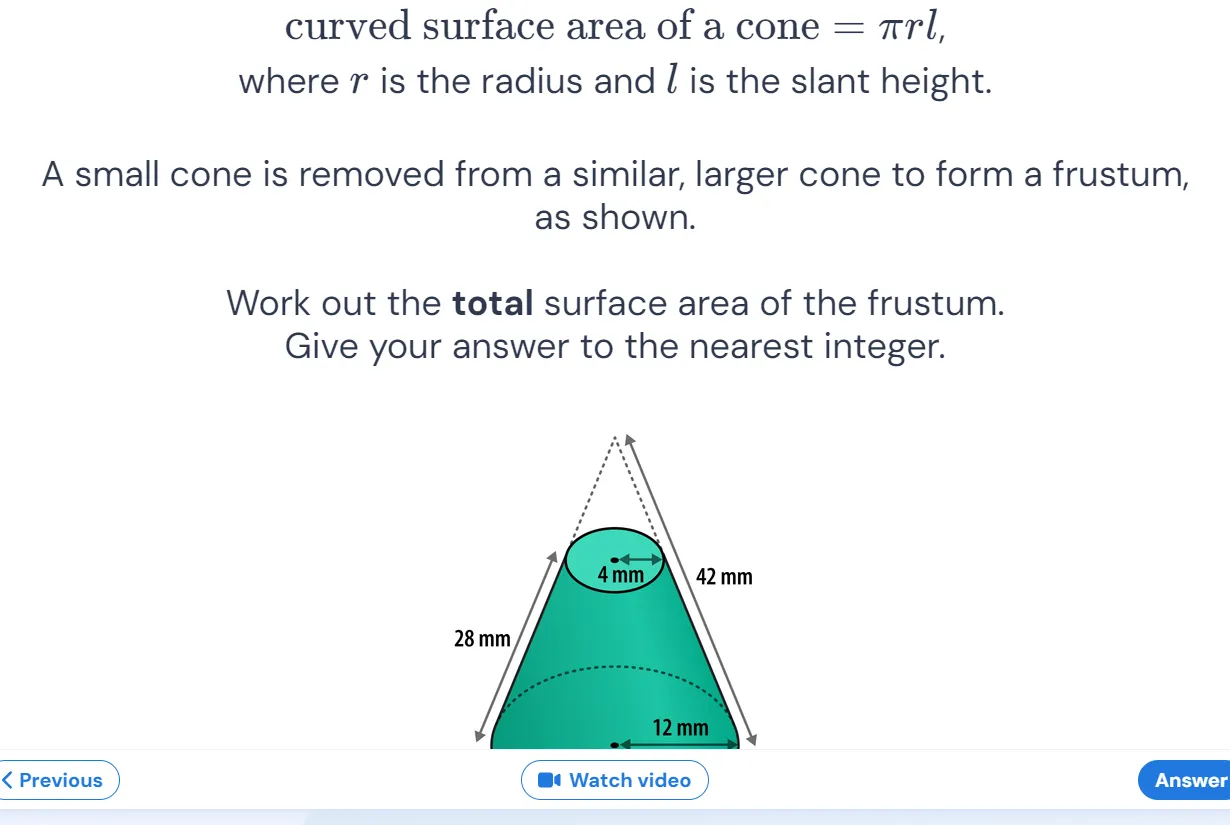 curved surface area of a cone = πrl,
where r is the radius and l is the slant height.
A small cone is removed from a similar, larger cone to form a frustum,
as shown.
Work out the total surface area of the frustum.
Give your answer to the nearest integer.
4 mm
42 mm
28 mm
12 mm
Previous
Watch video
Answer